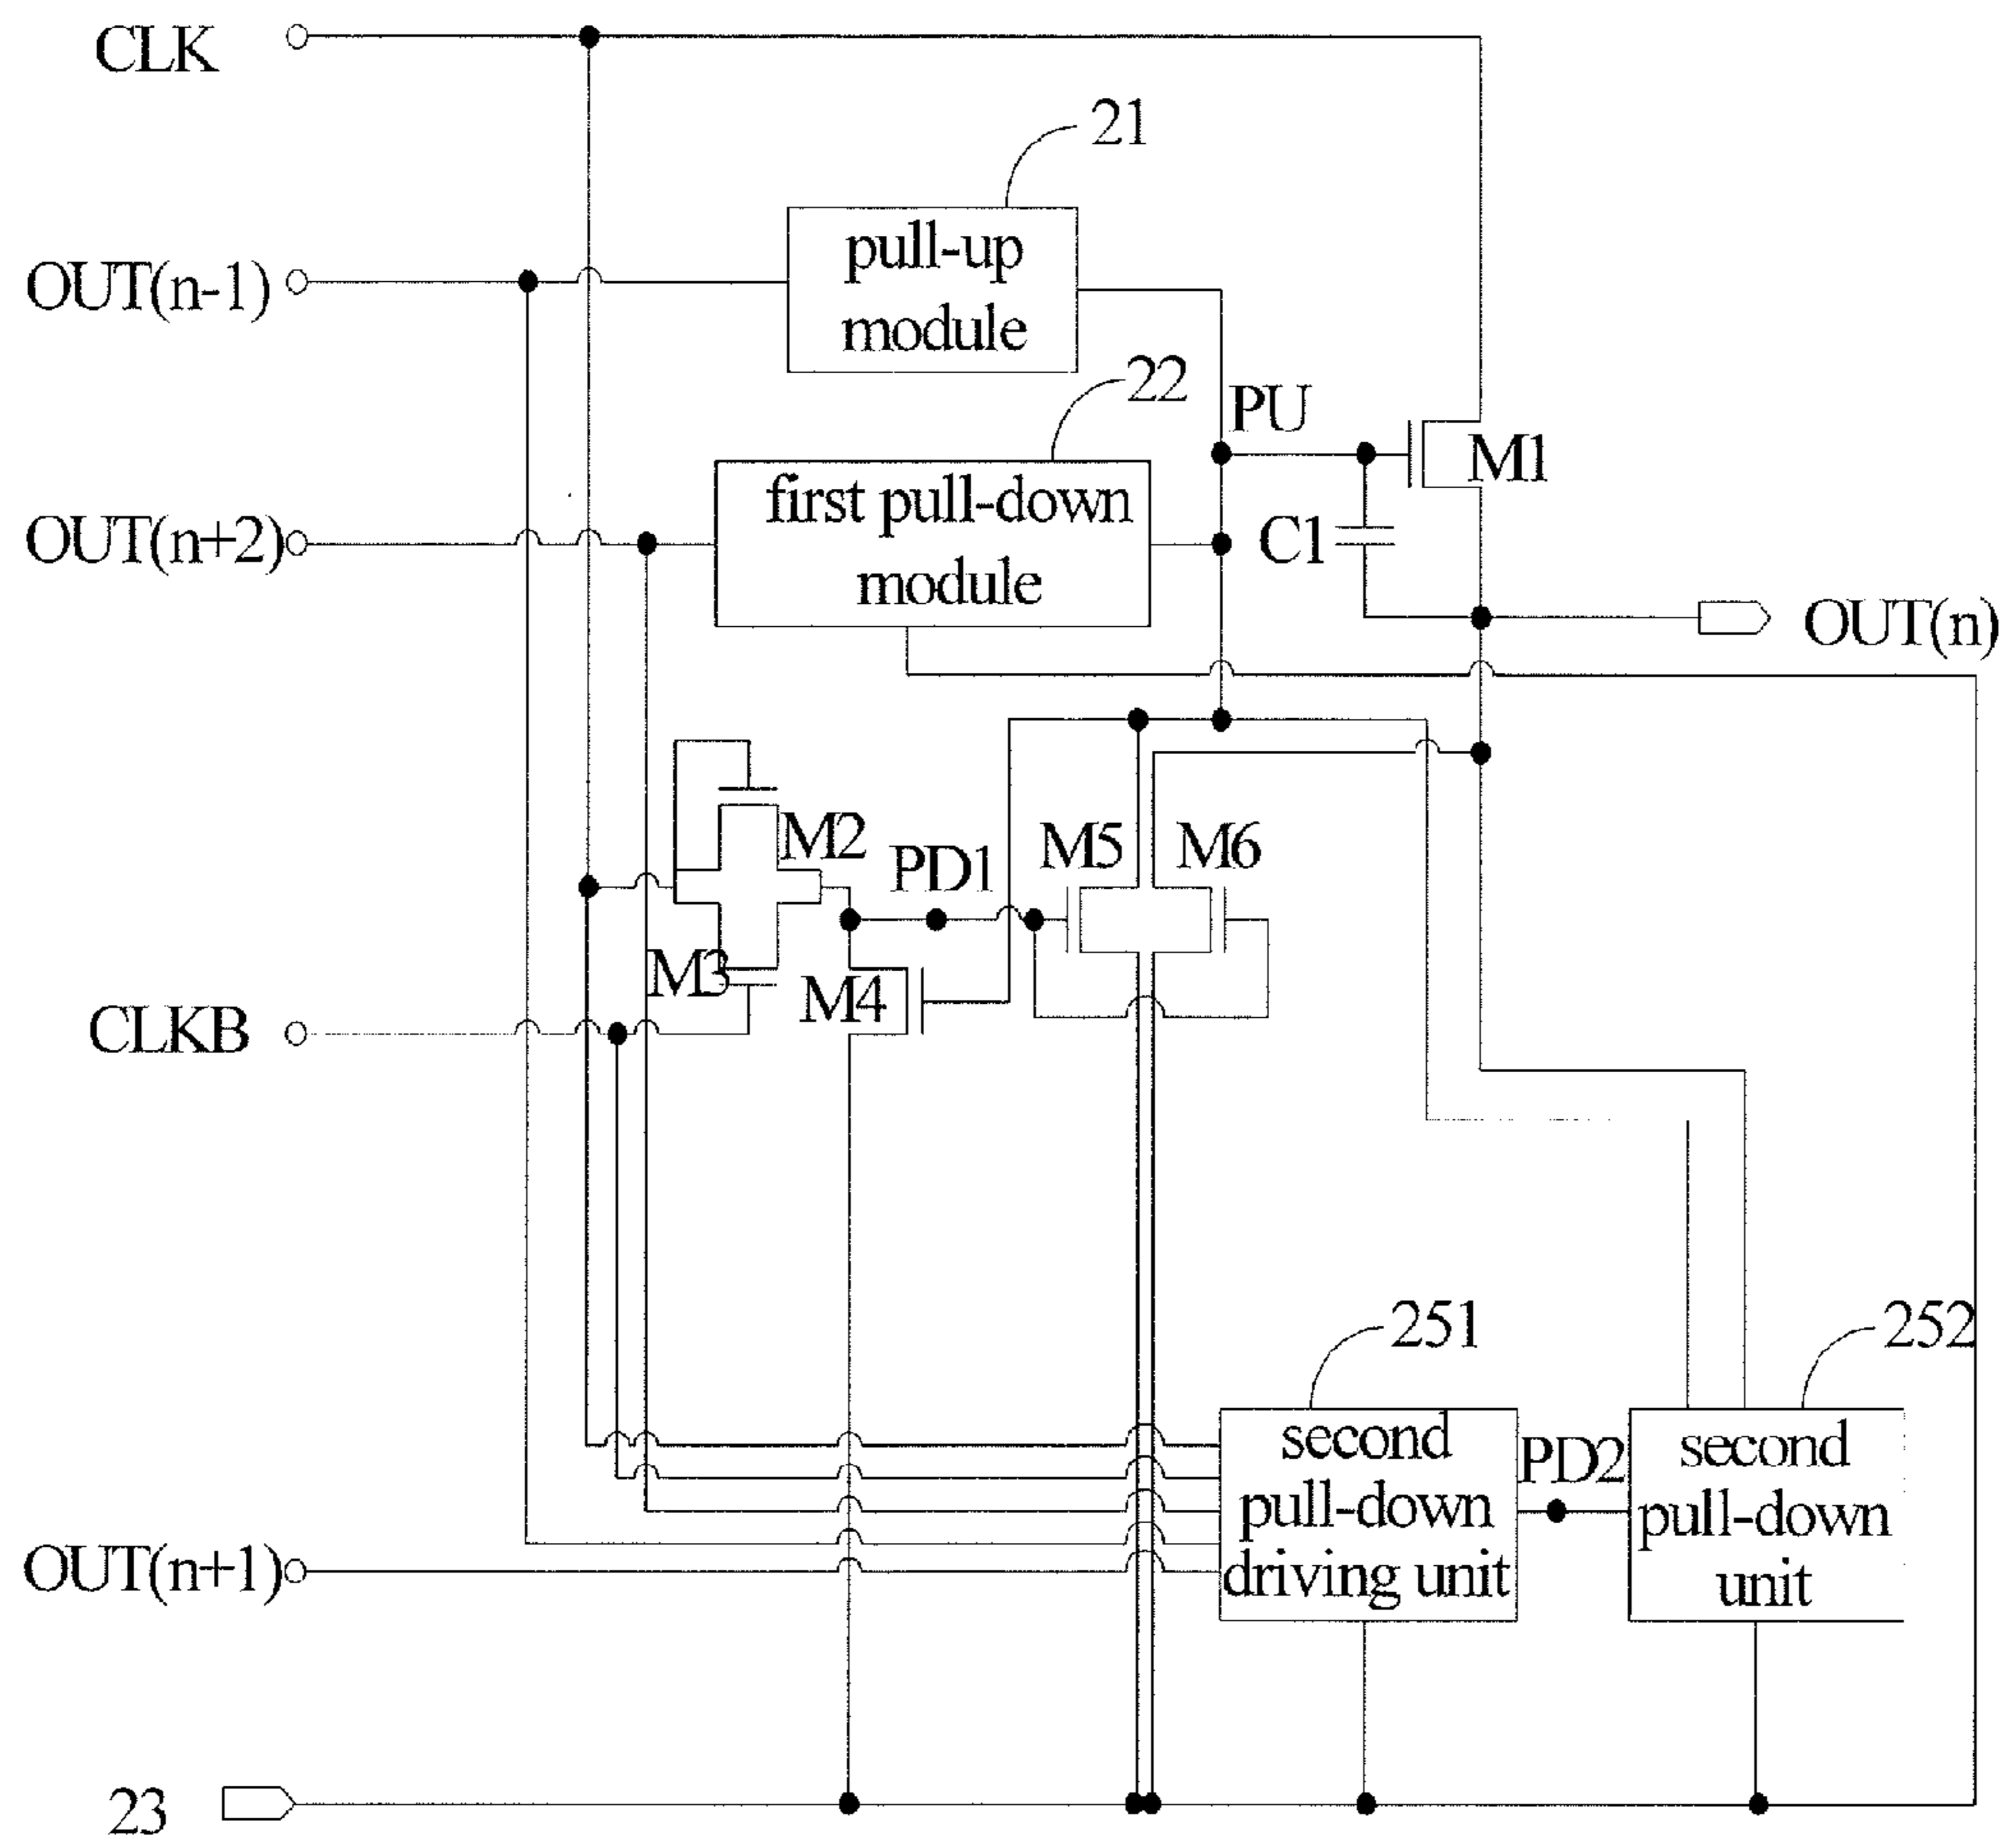 CLK
21
OUT(n-1)
pull-up
module
22
PU
M1
OUT(n+2)
first pull-down
module
C1
OUT(n)
M2
PD1
M5
M6
M3
M4
CLKB
251
252
second
pull-down
driving unit
PD2
second
pull-down
unit
OUT(n+1)
23